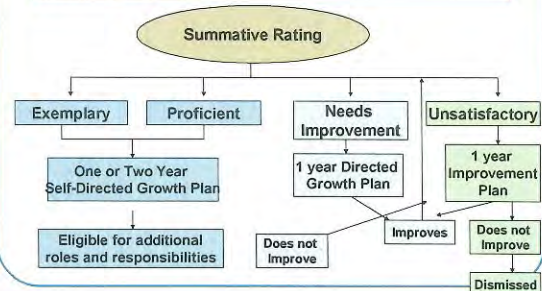 Summative Rating
Exemplary
Proficient
Needs
Improvement
Unsatisfactory
One or Two Year
Self-Directed Growth Plan
1 year Directed
Growth Plan
1 year
Improvement
Plan
Eligible for additional
roles and responsibilities
Does not
Improve
Improves
Does not
Improve
Dismissed